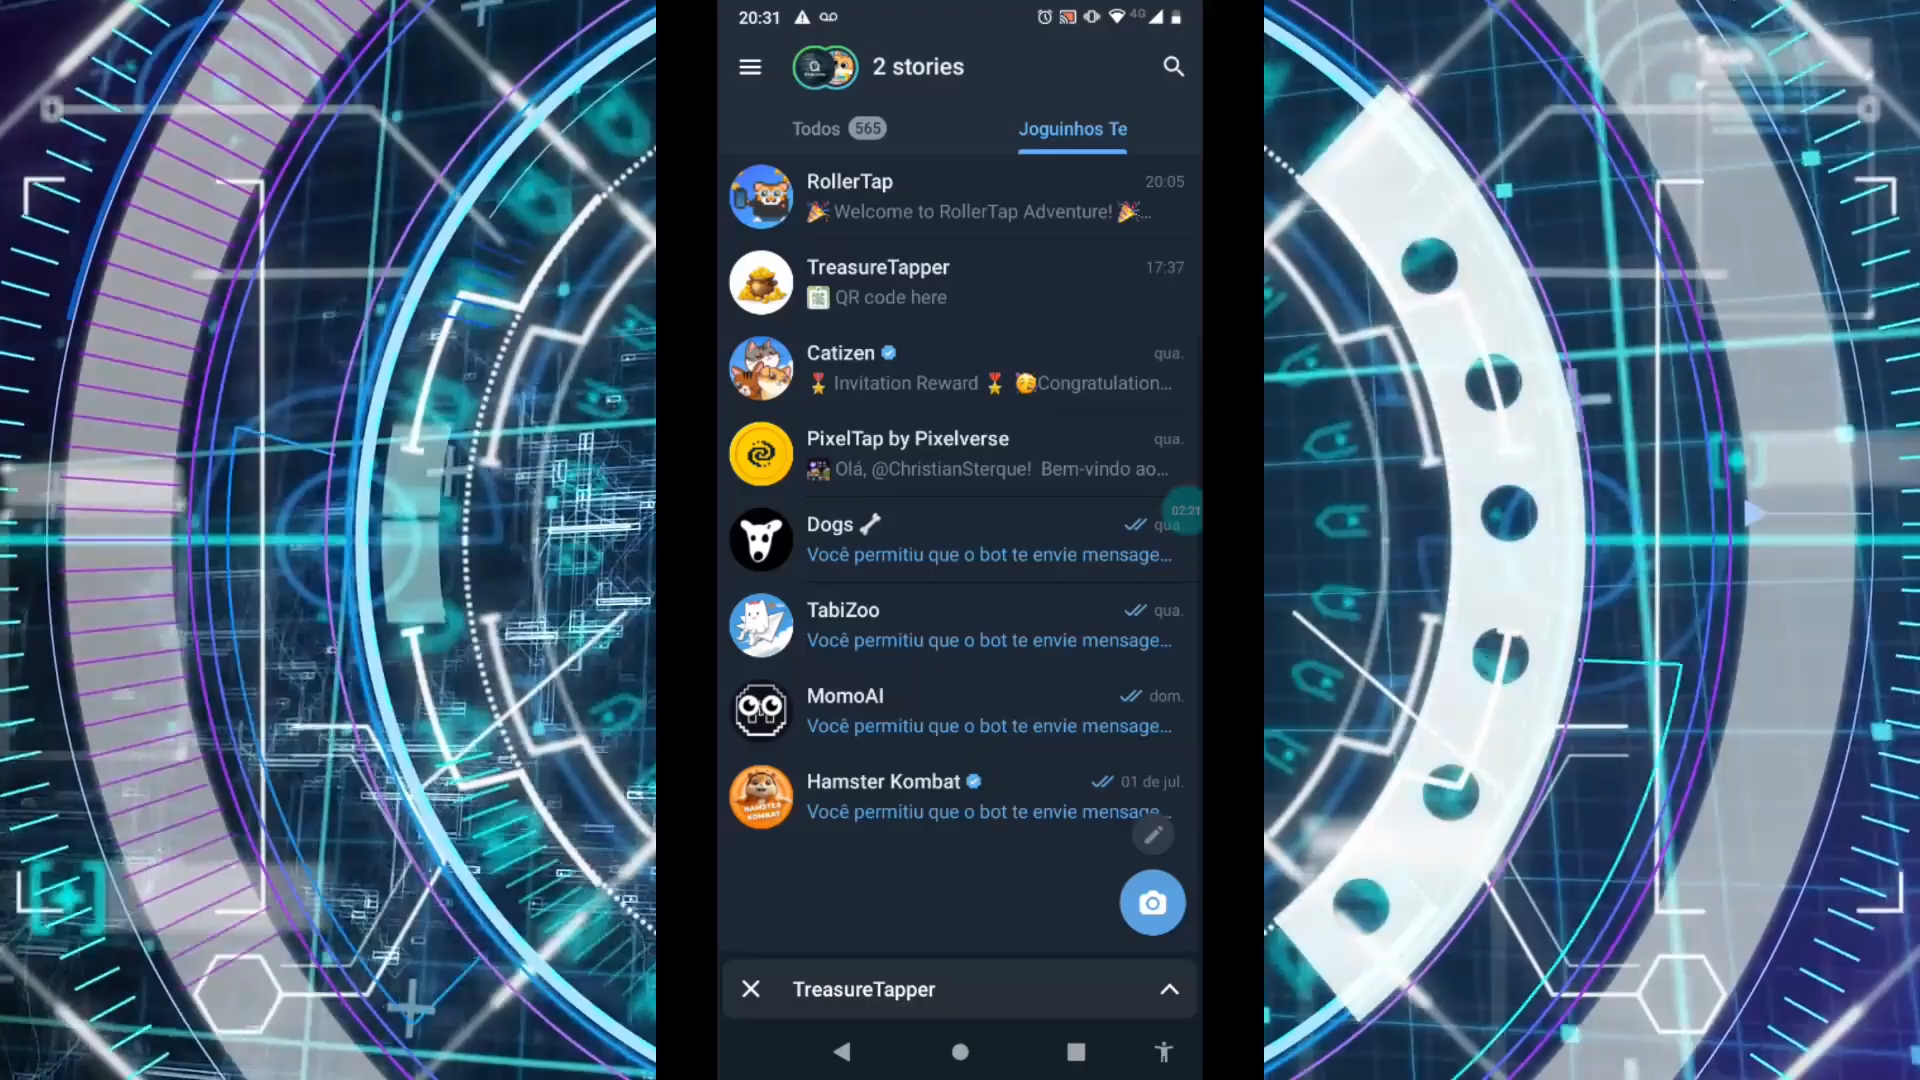 20:31
4G
2 stories
Todos 565
Joguinhos Te
RollerTap 20:05
🎉 Welcome to RollerTap Adventure! 🎉...
TreasureTapper 17:37
QR code here
Catizen qua.
🎖 Invitation Reward 🎖 🥳Congratulation...
PixelTap by Pixelverse qua.
Olá, @ChristianSterque! Bem-vindo ao...
Dogs 🦴 qua
02:21
Você permitiu que o bot te envie mensage...
TabiZoo qua.
Você permitiu que o bot te envie mensage...
MomoAI dom.
Você permitiu que o bot te envie mensage...
HAMSTER KOMBAT
Hamster Kombat 01 de jul.
Você permitiu que o bot te envie mensage...
TreasureTapper